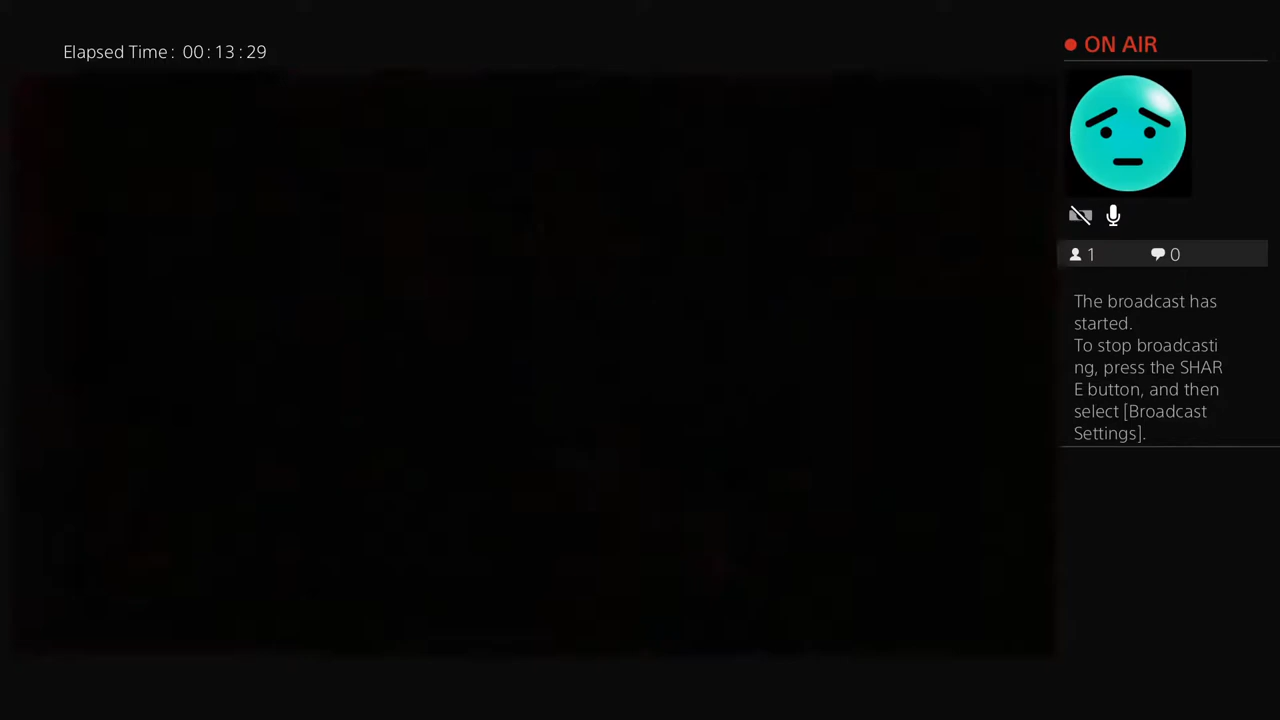 Elapsed Time: 00:13:29
ON AIR
1 0
The broadcast has
started.
To stop broadcasti
ng, press the SHAR
E button, and then
select [Broadcast
Settings].